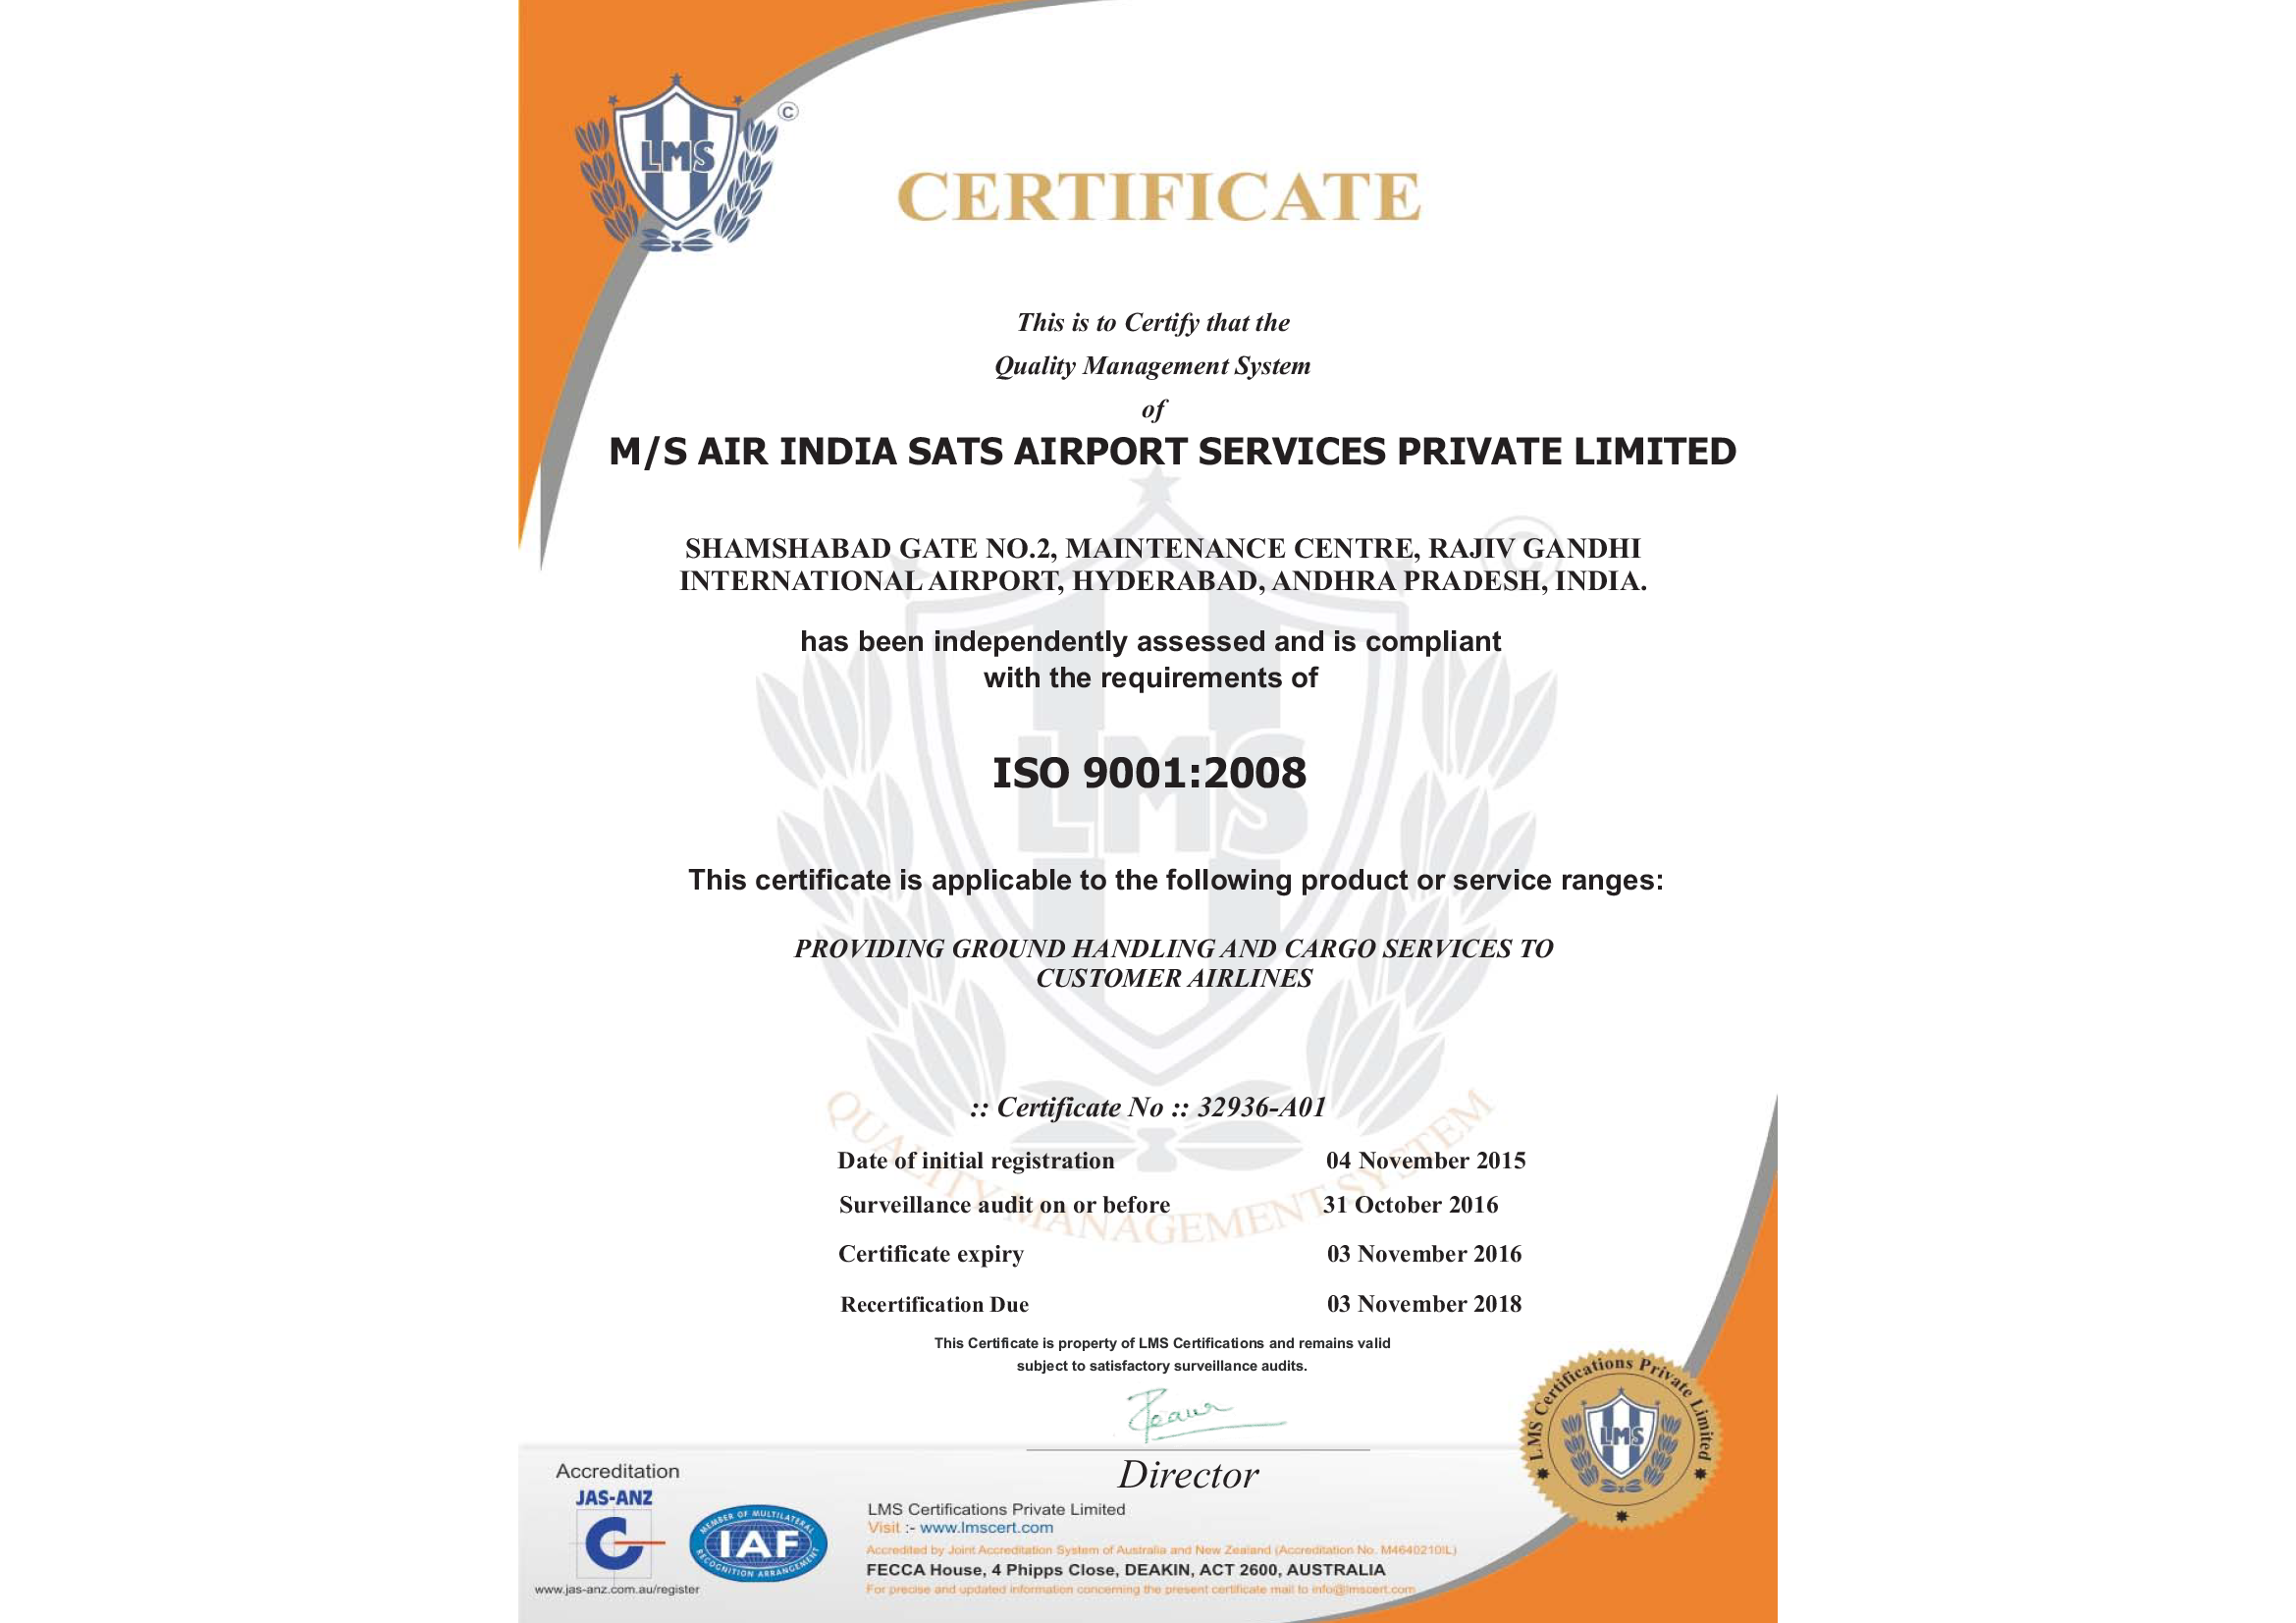 LMS
©
CERTIFICATE
This is to Certify that the
Quality Management System
of
M/S AIR INDIA SATS AIRPORT SERVICES PRIVATE LIMITED
SHAMSHABAD GATE NO.2, MAINTENANCE CENTRE, RAJIV GANDHI
INTERNATIONAL AIRPORT, HYDERABAD, ANDHRA PRADESH, INDIA.
©
has been independently assessed and is compliant
with the requirements of
LMS
ISO 9001:2008
This certificate is applicable to the following product or service ranges:
PROVIDING GROUND HANDLING AND CARGO SERVICES TO
CUSTOMER AIRLINES
QUALITY MANAGEMENT SYSTEM
:: Certificate No :: 32936-A01
Date of initial registration 04 November 2015
Surveillance audit on or before 31 October 2016
Certificate expiry 03 November 2016
Recertification Due 03 November 2018
This Certificate is property of LMS Certifications and remains valid
subject to satisfactory surveillance audits.
Director
LMS Certifications Private Limited
LMS
Accreditation
JAS-ANZ
www.jas-anz.com.au/register
MEMBER OF MULTILATERAL
IAF
RECOGNITION ARRANGEMENT
LMS Certifications Private Limited
Visit :- www.lmscert.com
Accredited by Joint Accreditation System of Australia and New Zealand (Accreditation No. M4640210IL)
FECCA House, 4 Phipps Close, DEAKIN, ACT 2600, AUSTRALIA
For precise and updated information concerning the present certificate mail to info@lmscert.com